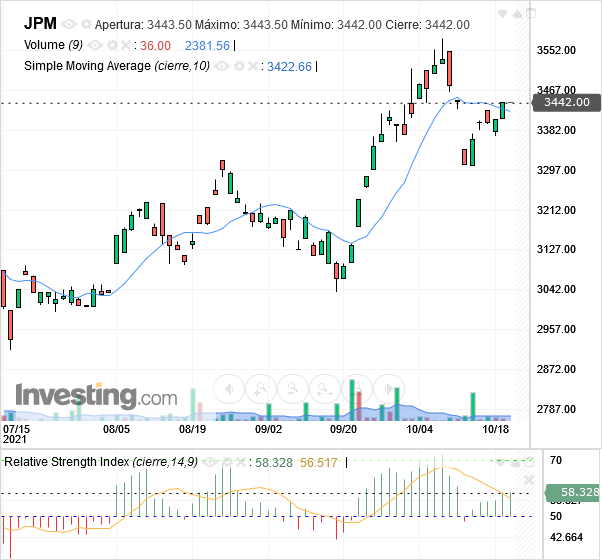 JPM Apertura: 3443.50 Máximo: 3443.50 Mínimo: 3442.00 Cierre: 3442.00
Volume (9) : 36.00 2381.56
Simple Moving Average (cierre,10) : 3422.66
3552.00
3467.00
3442.00
3382.00
3297.00
3212.00
3127.00
3042.00
2957.00
2872.00
2787.00
Investing.com
07/15 08/05 08/19 09/02 09/20 10/04 10/18
2021
Relative Strength Index (cierre,14,9) : 58.328 56.517
70
58.328
50
42.664